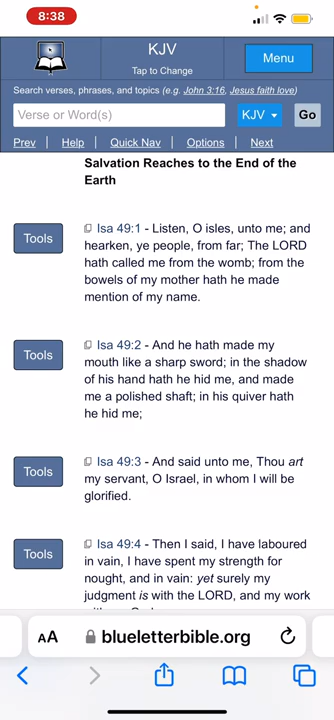 8:38
KJV
Tap to Change
Menu
Search verses, phrases, and topics (e.g. John 3:16, Jesus faith love)
Verse or Word(s)
KJV
Go
Prev | Help | Quick Nav | Options | Next
Salvation Reaches to the End of the
Earth
Tools
Isa 49:1 - Listen, O isles, unto me; and
hearken, ye people, from far; The LORD
hath called me from the womb; from the
bowels of my mother hath he made
mention of my name.
Tools
Isa 49:2 - And he hath made my
mouth like a sharp sword; in the shadow
of his hand hath he hid me, and made
me a polished shaft; in his quiver hath
he hid me;
Tools
Isa 49:3 - And said unto me, Thou art
my servant, O Israel, in whom I will be
glorified.
Tools
Isa 49:4 - Then I said, I have laboured
in vain, I have spent my strength for
nought, and in vain: yet surely my
judgment is with the LORD, and my work
AA
blueletterbible.org